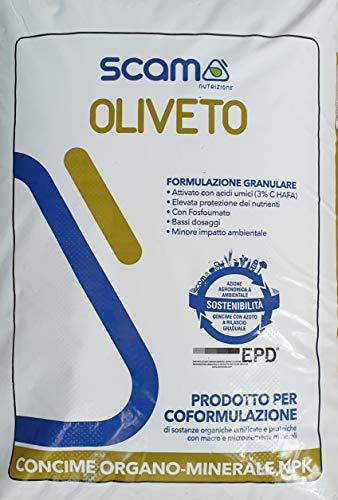 SCAM
NUTRIZIONE
OLIVETO
FORMULAZIONE GRANULARE
• Attivato con acidi umici (3% C HAFA)
• Elevata protezione dei nutrienti
• Con Fosfoumato
• Bassi dosaggi
• Minore impatto ambientale
AZIONE
AGRONOMICA &
AMBIENTALE
SOSTENIBILITÀ
CONCIME CON AZOTO
A RILASCIO
GRADUALE
EPD
PRODOTTO PER
COFORMULAZIONE
di sostanze organiche umificate e proteiche
con macro e microelementi minerali
CONCIME ORGANO-MINERALE NPK